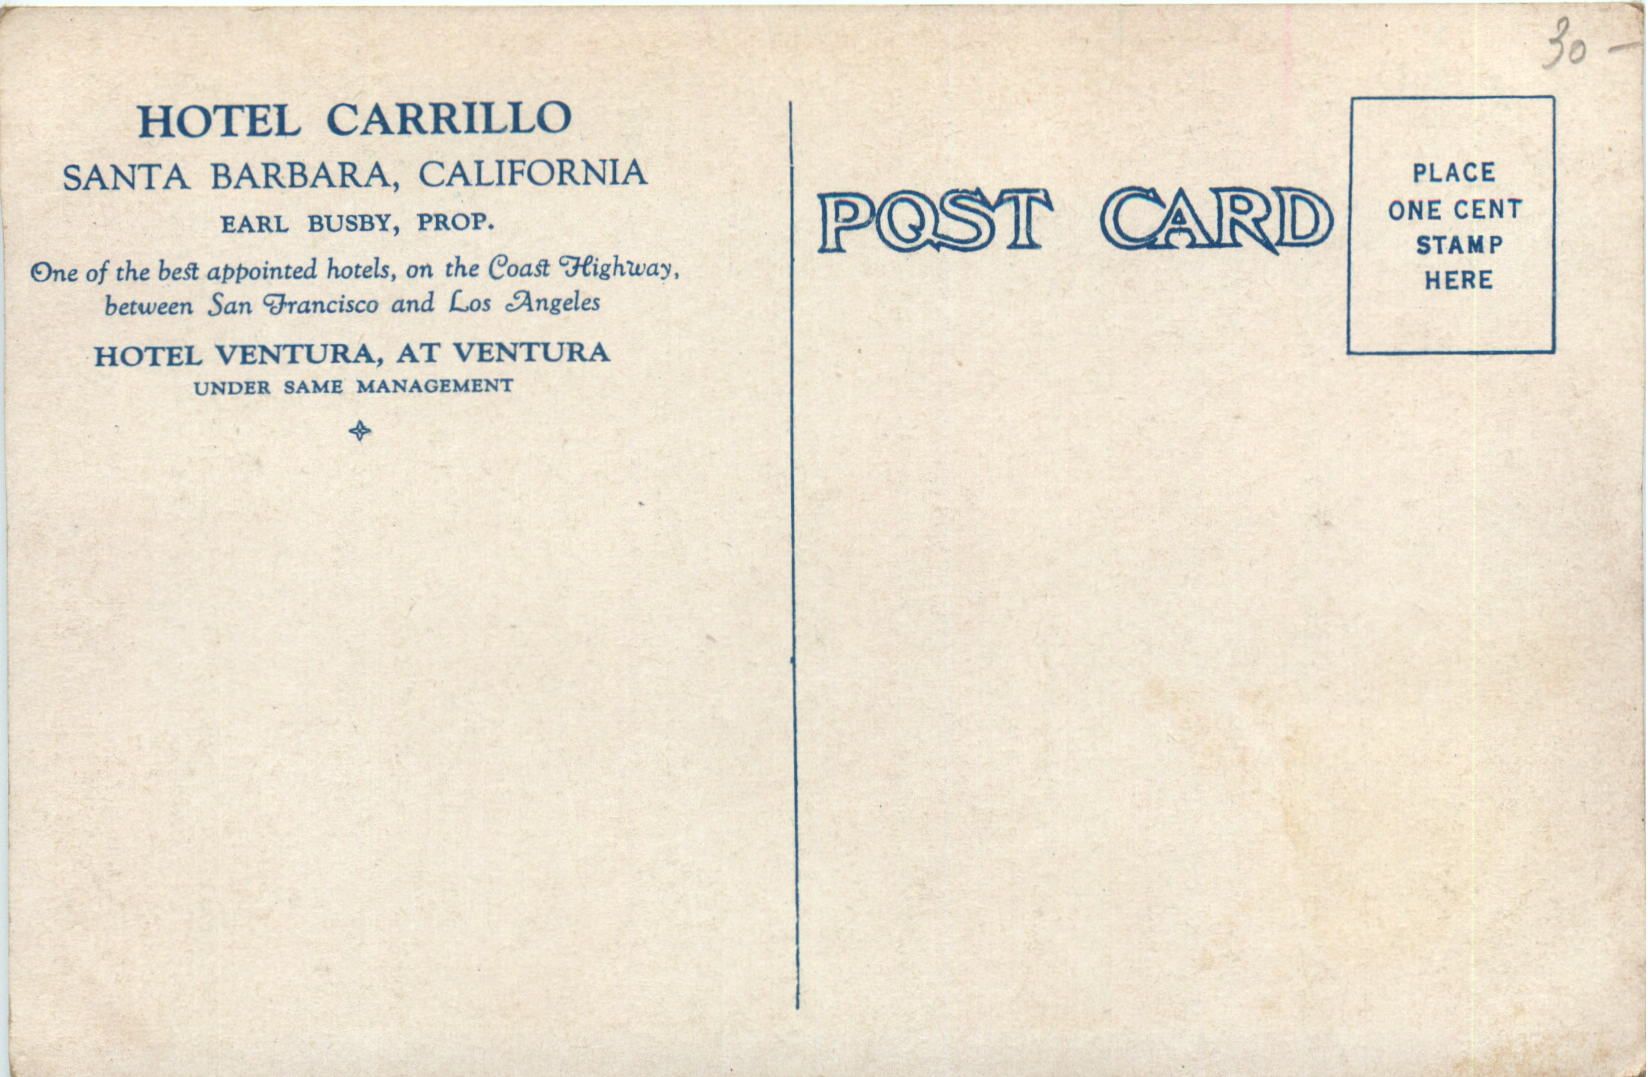 HOTEL CARRILLO
SANTA BARBARA, CALIFORNIA
EARL BUSBY, PROP.
One of the best appointed hotels, on the Coast Highway,
between San Francisco and Los Angeles
HOTEL VENTURA, AT VENTURA
UNDER SAME MANAGEMENT
POST CARD
30 –
PLACE
ONE CENT
STAMP
HERE